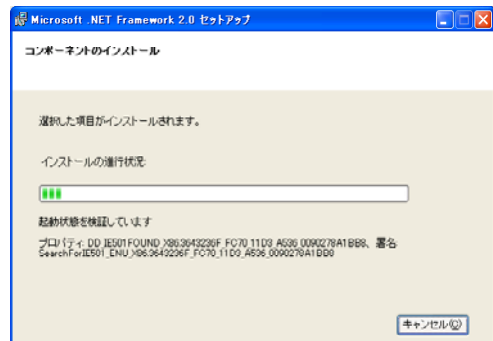 Microsoft .NET Framework 2.0 セットアップ
コンポーネントのインストール
選択した項目がインストールされます。
インストールの進行状況:
起動状態を検証しています
プロパティ: DD_IE501FOUND_X86.3643236F_FC70_11D3_A536_0090278A1BB8、署名
SearchForIE501_ENU_X86.3643236F_FC70_11D3_A536_0090278A1BB8
キャンセル(C)